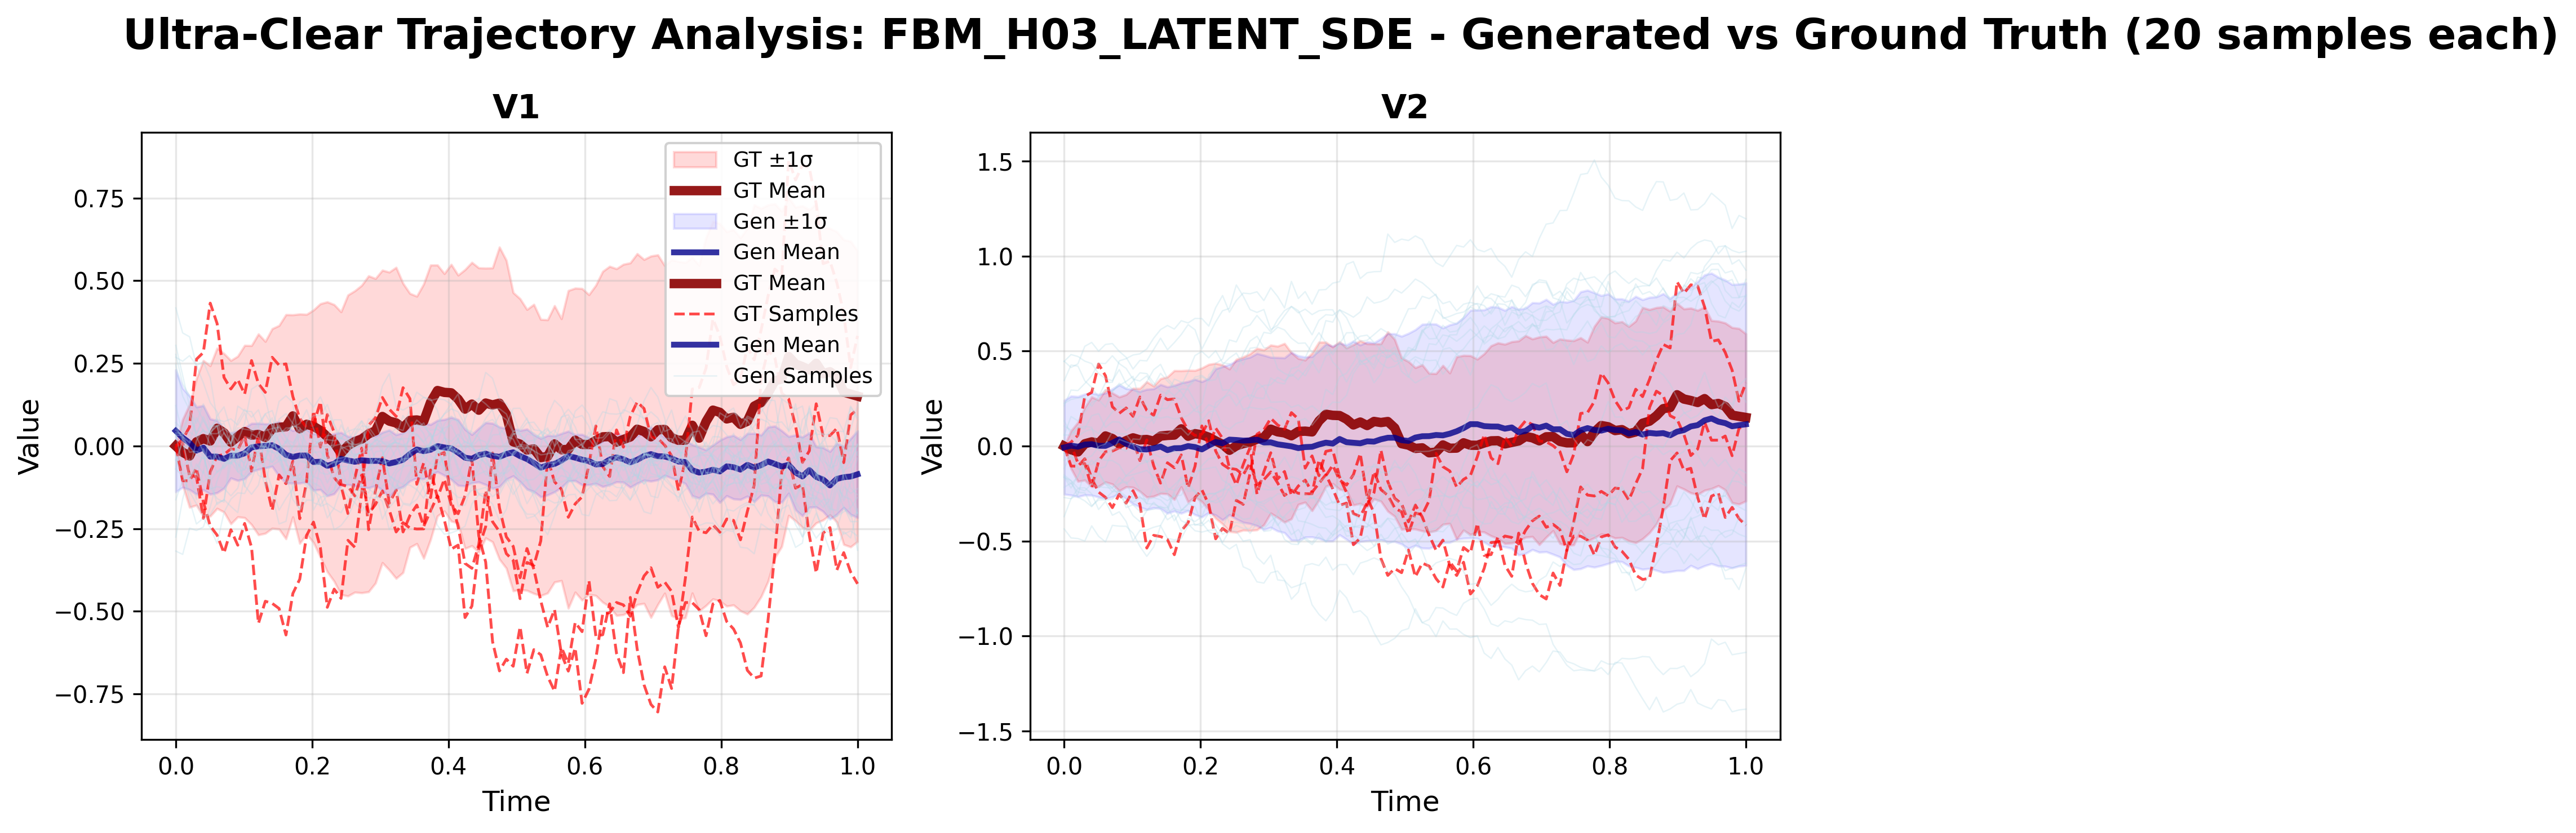 Ultra-Clear Trajectory Analysis: FBM_H03_LATENT_SDE - Generated vs Ground Truth (20 samples each)
V1
GT ±1σ
GT Mean
Gen ±1σ
Gen Mean
GT Mean
GT Samples
Gen Mean
Gen Samples
Value
0.75
0.50
0.25
0.00
−0.25
−0.50
−0.75
0.0 0.2 0.4 0.6 0.8 1.0
Time
V2
Value
1.5
1.0
0.5
0.0
−0.5
−1.0
−1.5
0.0 0.2 0.4 0.6 0.8 1.0
Time